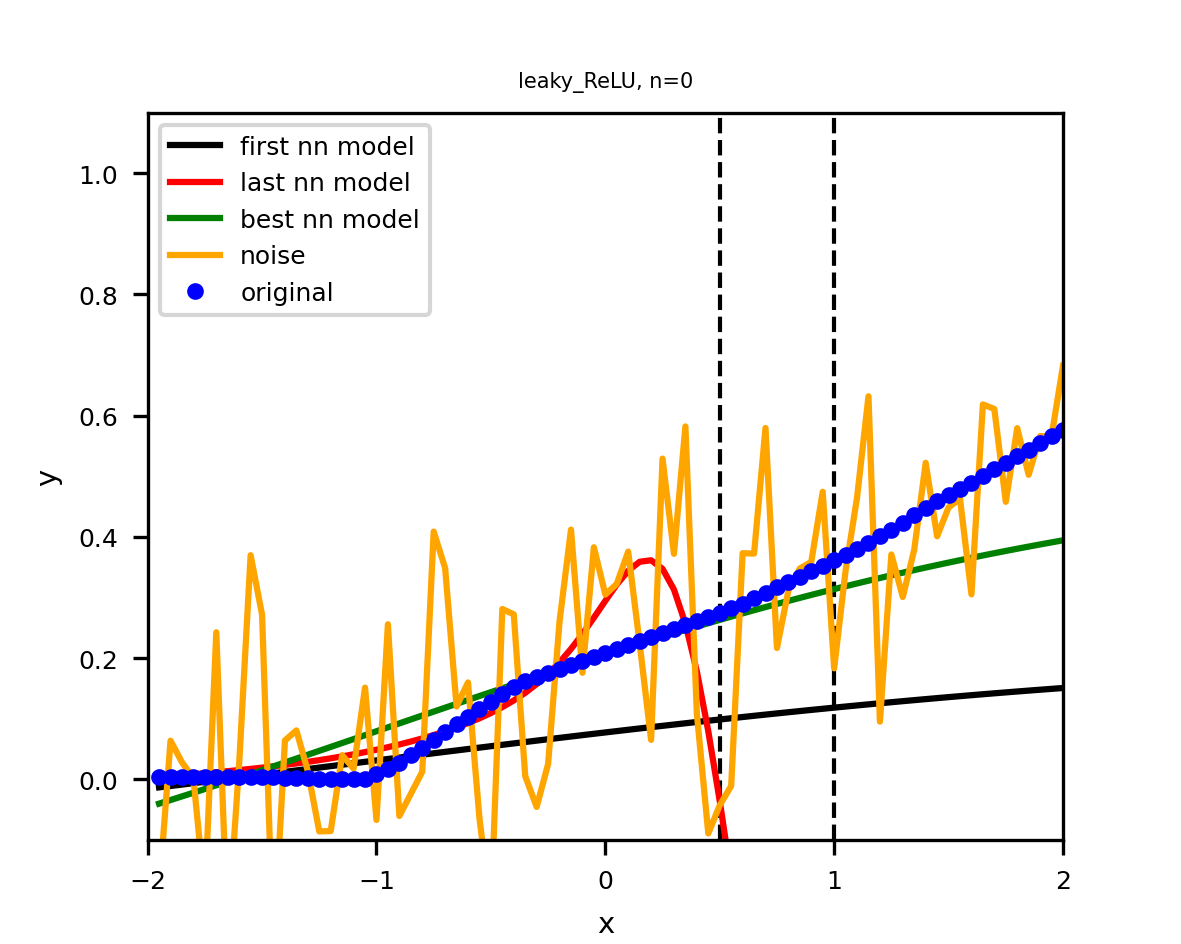 leaky_ReLU, n=0
first nn model
last nn model
best nn model
noise
original
1.0
0.8
0.6
0.4
0.2
0.0
y
−2
−1
0
1
2
x